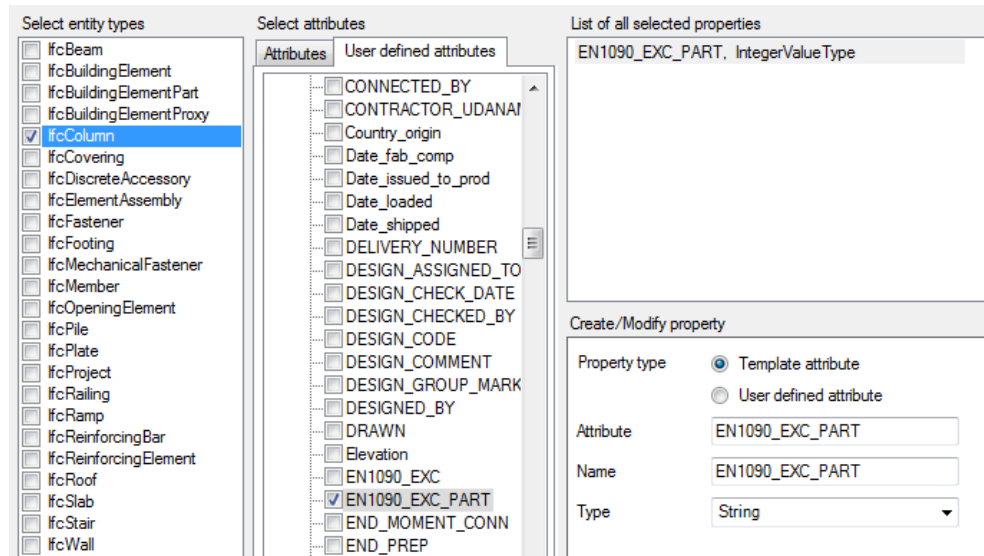 Select entity types
IfcBeam
IfcBuildingElement
IfcBuildingElementPart
IfcBuildingElementProxy
IfcColumn
IfcCovering
IfcDiscreteAccessory
IfcElementAssembly
IfcFastener
IfcFooting
IfcMechanicalFastener
IfcMember
IfcOpeningElement
IfcPile
IfcPlate
IfcProject
IfcRailing
IfcRamp
IfcReinforcingBar
IfcReinforcingElement
IfcRoof
IfcSlab
IfcStair
IfcWall
Select attributes
Attributes
User defined attributes
CONNECTED_BY
CONTRACTOR_UDANA
Country_origin
Date_fab_comp
Date_issued_to_prod
Date_loaded
Date_shipped
DELIVERY_NUMBER
DESIGN_ASSIGNED_TO
DESIGN_CHECK_DATE
DESIGN_CHECKED_BY
DESIGN_CODE
DESIGN_COMMENT
DESIGN_GROUP_MARK
DESIGNED_BY
DRAWN
Elevation
EN1090_EXC
EN1090_EXC_PART
END_MOMENT_CONN
END_PREP
List of all selected properties
EN1090_EXC_PART, IntegerValueType
Create/Modify property
Property type
Template attribute
User defined attribute
Attribute
EN1090_EXC_PART
Name
EN1090_EXC_PART
Type
String